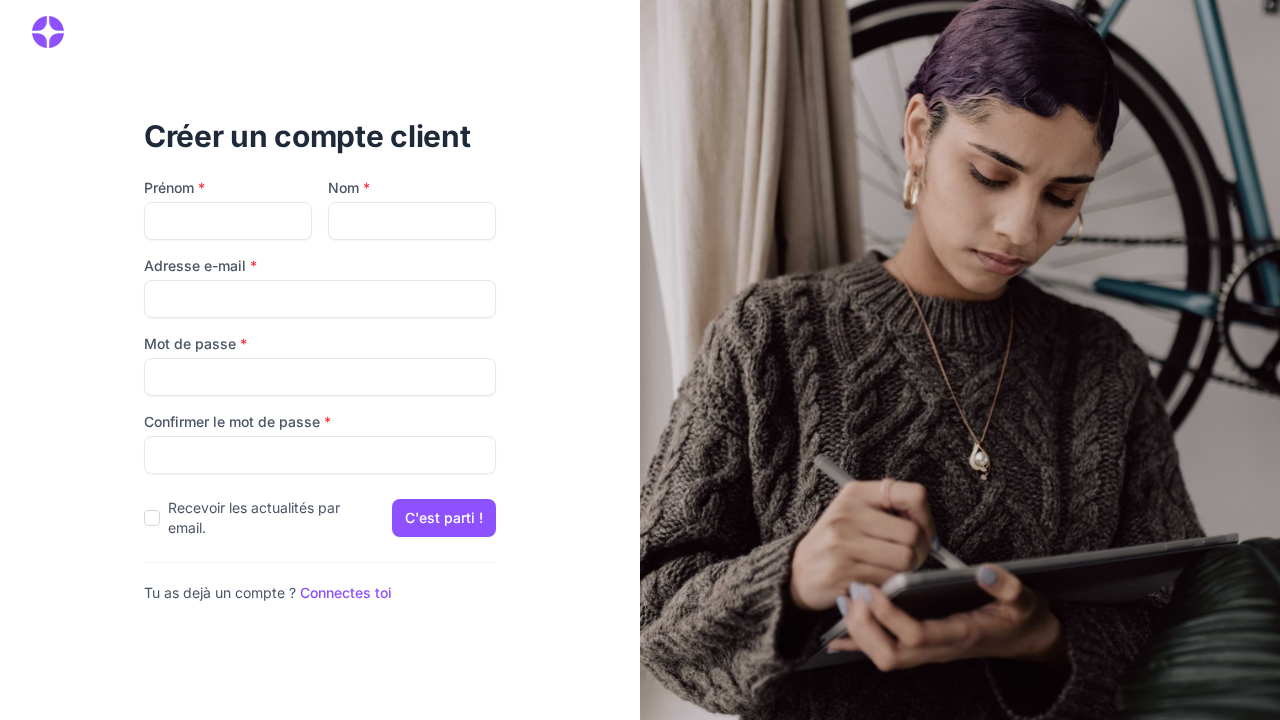 Créer un compte client
Prénom *
Nom *
Adresse e-mail *
Mot de passe *
Confirmer le mot de passe *
Recevoir les actualités par
email.
C'est parti !
Tu as dejà un compte ? Connectes toi